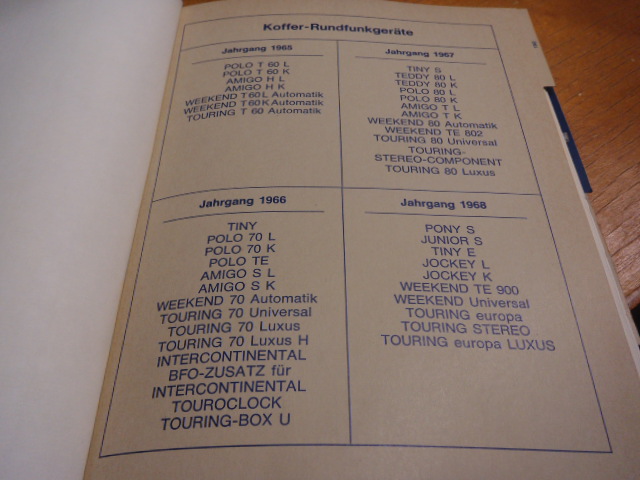 Koffer-Rundfunkgeräte
Jahrgang 1965
POLO T 60 L
POLO T 60 K
AMIGO H L
AMIGO H K
WEEKEND T 60 L Automatik
WEEKEND T 60 K Automatik
TOURING T 60 Automatik
Jahrgang 1967
TINY S
TEDDY 80 L
TEDDY 80 K
POLO 80 L
POLO 80 K
AMIGO T L
AMIGO T K
WEEKEND 80 Automatik
WEEKEND TE 802
TOURING 80 Universal
TOURING-
STEREO-COMPONENT
TOURING 80 Luxus
Jahrgang 1966
TINY
POLO 70 L
POLO 70 K
POLO TE
AMIGO S L
AMIGO S K
WEEKEND 70 Automatik
TOURING 70 Universal
TOURING 70 Luxus
TOURING 70 Luxus H
INTERCONTINENTAL
BFO-ZUSATZ für
INTERCONTINENTAL
TOUROCLOCK
TOURING-BOX U
Jahrgang 1968
PONY S
JUNIOR S
TINY E
JOCKEY L
JOCKEY K
WEEKEND TE 900
WEEKEND Universal
TOURING europa
TOURING STEREO
TOURING europa LUXUS